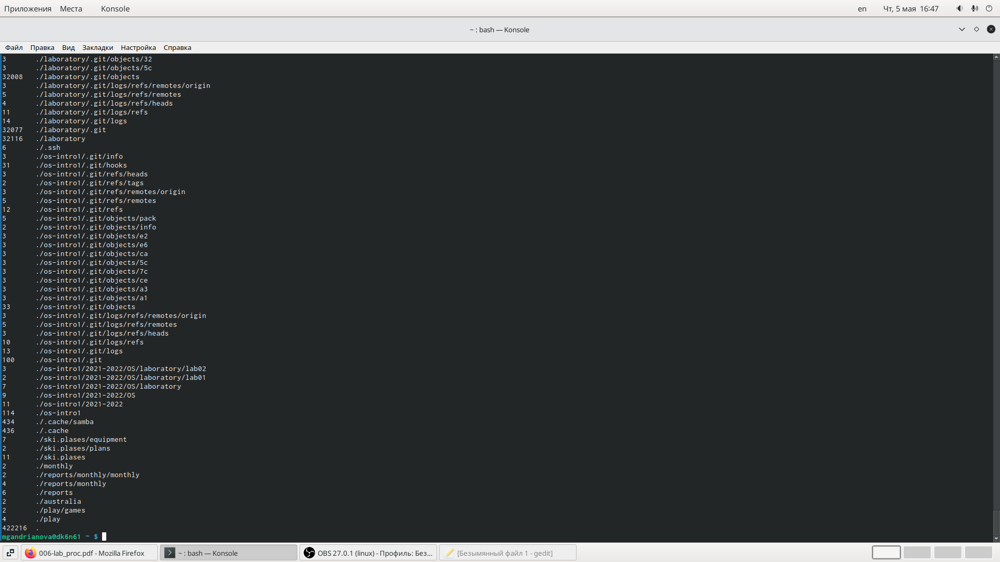 Приложения Места Konsole en Чт, 5 мая 16:47
~ : bash — Konsole
Файл Правка Вид Закладки Настройка Справка
3 ./laboratory/.git/objects/32
3 ./laboratory/.git/objects/5c
32008 ./laboratory/.git/objects
3 ./laboratory/.git/logs/refs/remotes/origin
5 ./laboratory/.git/logs/refs/remotes
4 ./laboratory/.git/logs/refs/heads
11 ./laboratory/.git/logs/refs
14 ./laboratory/.git/logs
32077 ./laboratory/.git
32116 ./laboratory
6 ./.ssh
3 ./os-intro1/.git/info
31 ./os-intro1/.git/hooks
3 ./os-intro1/.git/refs/heads
2 ./os-intro1/.git/refs/tags
3 ./os-intro1/.git/refs/remotes/origin
5 ./os-intro1/.git/refs/remotes
12 ./os-intro1/.git/refs
5 ./os-intro1/.git/objects/pack
2 ./os-intro1/.git/objects/info
3 ./os-intro1/.git/objects/e2
3 ./os-intro1/.git/objects/e6
3 ./os-intro1/.git/objects/ca
3 ./os-intro1/.git/objects/5c
3 ./os-intro1/.git/objects/7c
3 ./os-intro1/.git/objects/ce
3 ./os-intro1/.git/objects/a3
3 ./os-intro1/.git/objects/a1
33 ./os-intro1/.git/objects
3 ./os-intro1/.git/logs/refs/remotes/origin
5 ./os-intro1/.git/logs/refs/remotes
3 ./os-intro1/.git/logs/refs/heads
10 ./os-intro1/.git/logs/refs
13 ./os-intro1/.git/logs
100 ./os-intro1/.git
3 ./os-intro1/2021-2022/OS/laboratory/lab02
2 ./os-intro1/2021-2022/OS/laboratory/lab01
7 ./os-intro1/2021-2022/OS/laboratory
9 ./os-intro1/2021-2022/OS
11 ./os-intro1/2021-2022
114 ./os-intro1
434 ./.cache/samba
436 ./.cache
7 ./ski.plases/equipment
2 ./ski.plases/plans
11 ./ski.plases
2 ./monthly
2 ./reports/monthly/monthly
4 ./reports/monthly
6 ./reports
2 ./australia
2 ./play/games
4 ./play
422216 .
mgandrianova@dk6n61 ~ $
006-lab_proc.pdf - Mozilla Firefox ~ : bash — Konsole OBS 27.0.1 (linux) - Профиль: Без... [Безымянный файл 1 - gedit]